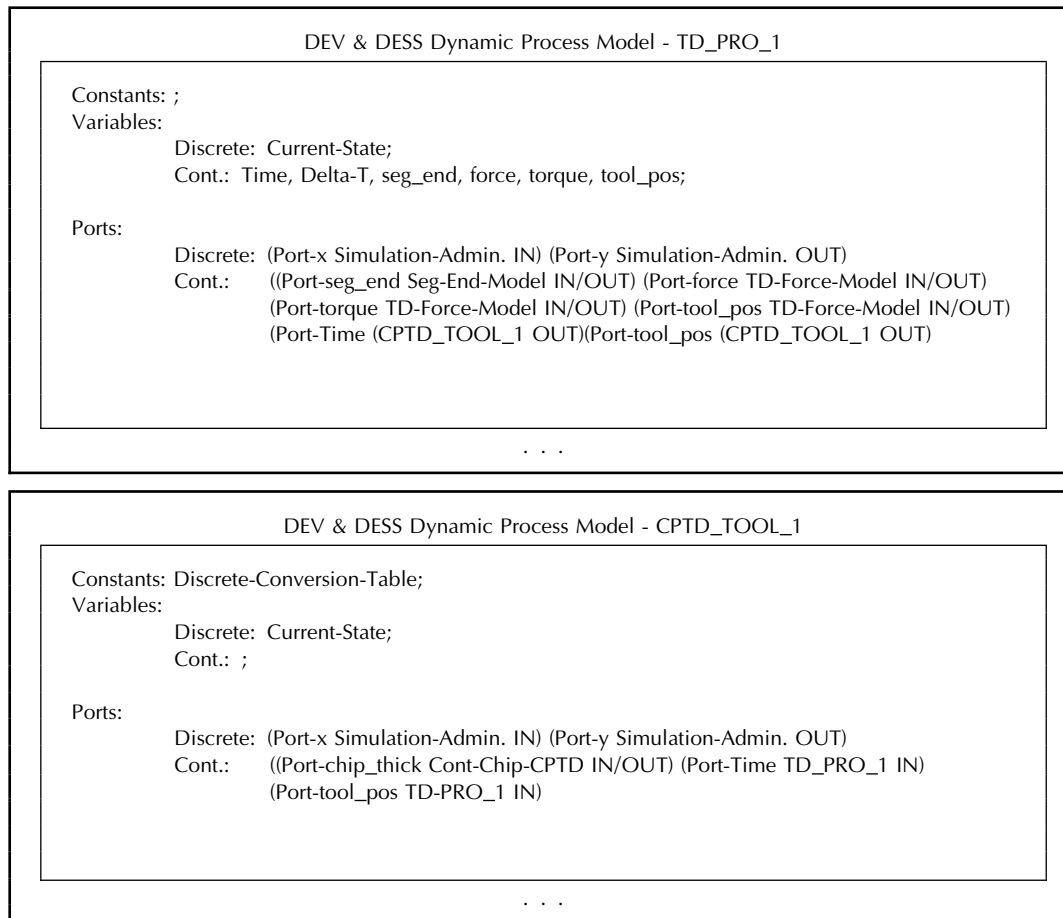 DEV & DESS Dynamic Process Model - TD_PRO_1
Constants: ;
Variables:
Discrete: Current-State;
Cont.: Time, Delta-T, seg_end, force, torque, tool_pos;
Ports:
Discrete: (Port-x Simulation-Admin. IN) (Port-y Simulation-Admin. OUT)
Cont.: ((Port-seg_end Seg-End-Model IN/OUT) (Port-force TD-Force-Model IN/OUT)
(Port-torque TD-Force-Model IN/OUT) (Port-tool_pos TD-Force-Model IN/OUT)
(Port-Time (CPTD_TOOL_1 OUT)(Port-tool_pos (CPTD_TOOL_1 OUT)
. . .
DEV & DESS Dynamic Process Model - CPTD_TOOL_1
Constants: Discrete-Conversion-Table;
Variables:
Discrete: Current-State;
Cont.: ;
Ports:
Discrete: (Port-x Simulation-Admin. IN) (Port-y Simulation-Admin. OUT)
Cont.: ((Port-chip_thick Cont-Chip-CPTD IN/OUT) (Port-Time TD_PRO_1 IN)
(Port-tool_pos TD-PRO_1 IN)
. . .